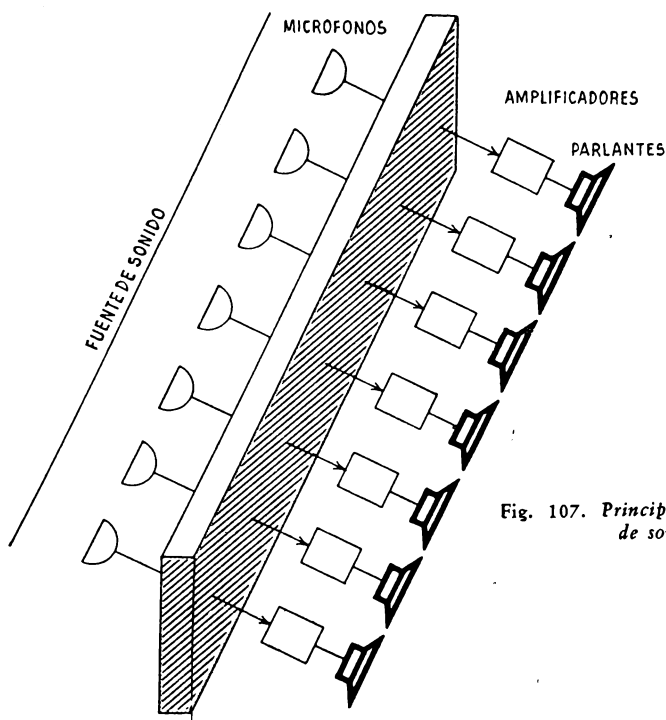 MICROFONOS
AMPLIFICADORES
PARLANTES
FUENTE DE SONIDO
Fig. 107. Princip
de so